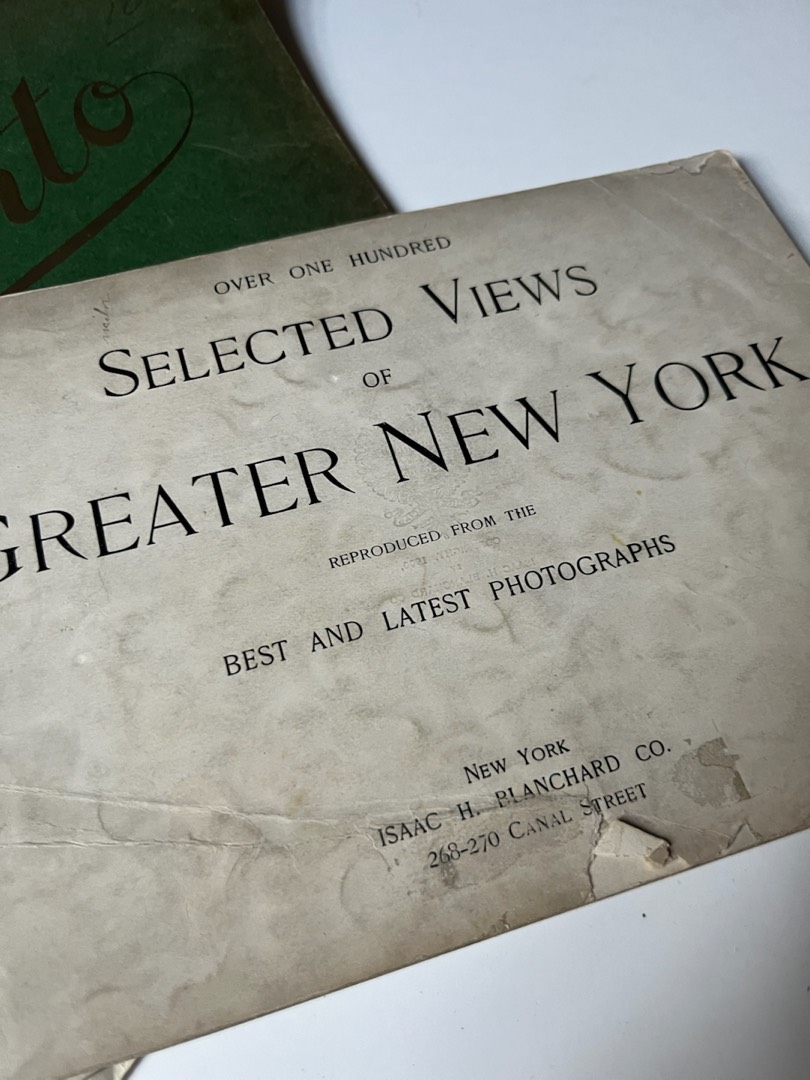 to
OVER ONE HUNDRED
SELECTED VIEWS
OF
GREATER NEW YORK
REPRODUCED FROM THE
BEST AND LATEST PHOTOGRAPHS
NEW YORK
ISAAC H. BLANCHARD CO.
268-270 CANAL STREET